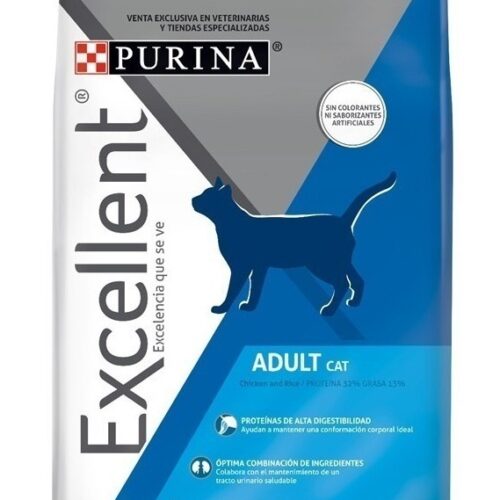 VENTA EXCLUSIVA EN VETERINARIAS
Y TIENDAS ESPECIALIZADAS
PURINA®
SIN COLORANTES
NI SABORIZANTES
ARTIFICIALES
Excellent®
Excelencia que se ve
ADULT CAT
Chicken and Rice / PROTEÍNA 32% GRASA 13%
PROTEÍNAS DE ALTA DIGESTIBILIDAD
Ayudan a mantener una conformación corporal ideal
ÓPTIMA COMBINACIÓN DE INGREDIENTES
Colabora con el mantenimiento de un
tracto urinario saludable